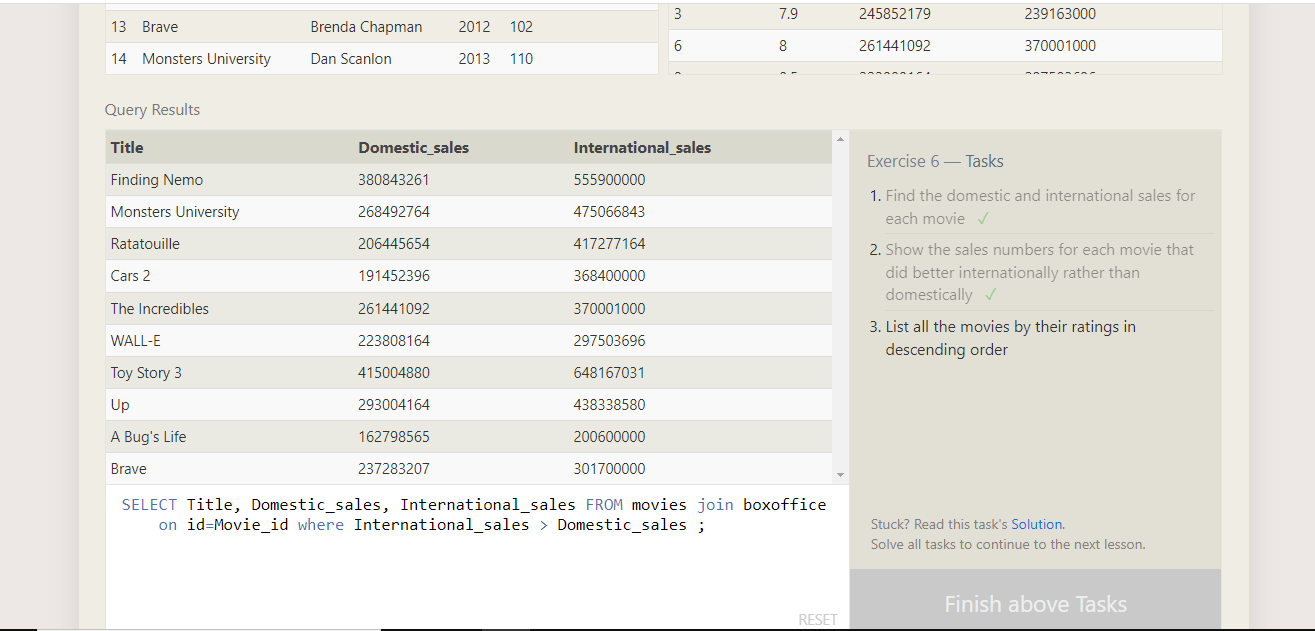 3 7.9 245852179 239163000
13 Brave Brenda Chapman 2012 102
6 8 261441092 370001000
14 Monsters University Dan Scanlon 2013 110
Query Results
Title Domestic_sales International_sales
Finding Nemo 380843261 555900000
Monsters University 268492764 475066843
Ratatouille 206445654 417277164
Cars 2 191452396 368400000
The Incredibles 261441092 370001000
WALL-E 223808164 297503696
Toy Story 3 415004880 648167031
Up 293004164 438338580
A Bug's Life 162798565 200600000
Brave 237283207 301700000
SELECT Title, Domestic_sales, International_sales FROM movies join boxoffice
on id=Movie_id where International_sales > Domestic_sales ;
RESET
Exercise 6 — Tasks
1. Find the domestic and international sales for
each movie ✓
2. Show the sales numbers for each movie that
did better internationally rather than
domestically ✓
3. List all the movies by their ratings in
descending order
Stuck? Read this task's Solution.
Solve all tasks to continue to the next lesson.
Finish above Tasks